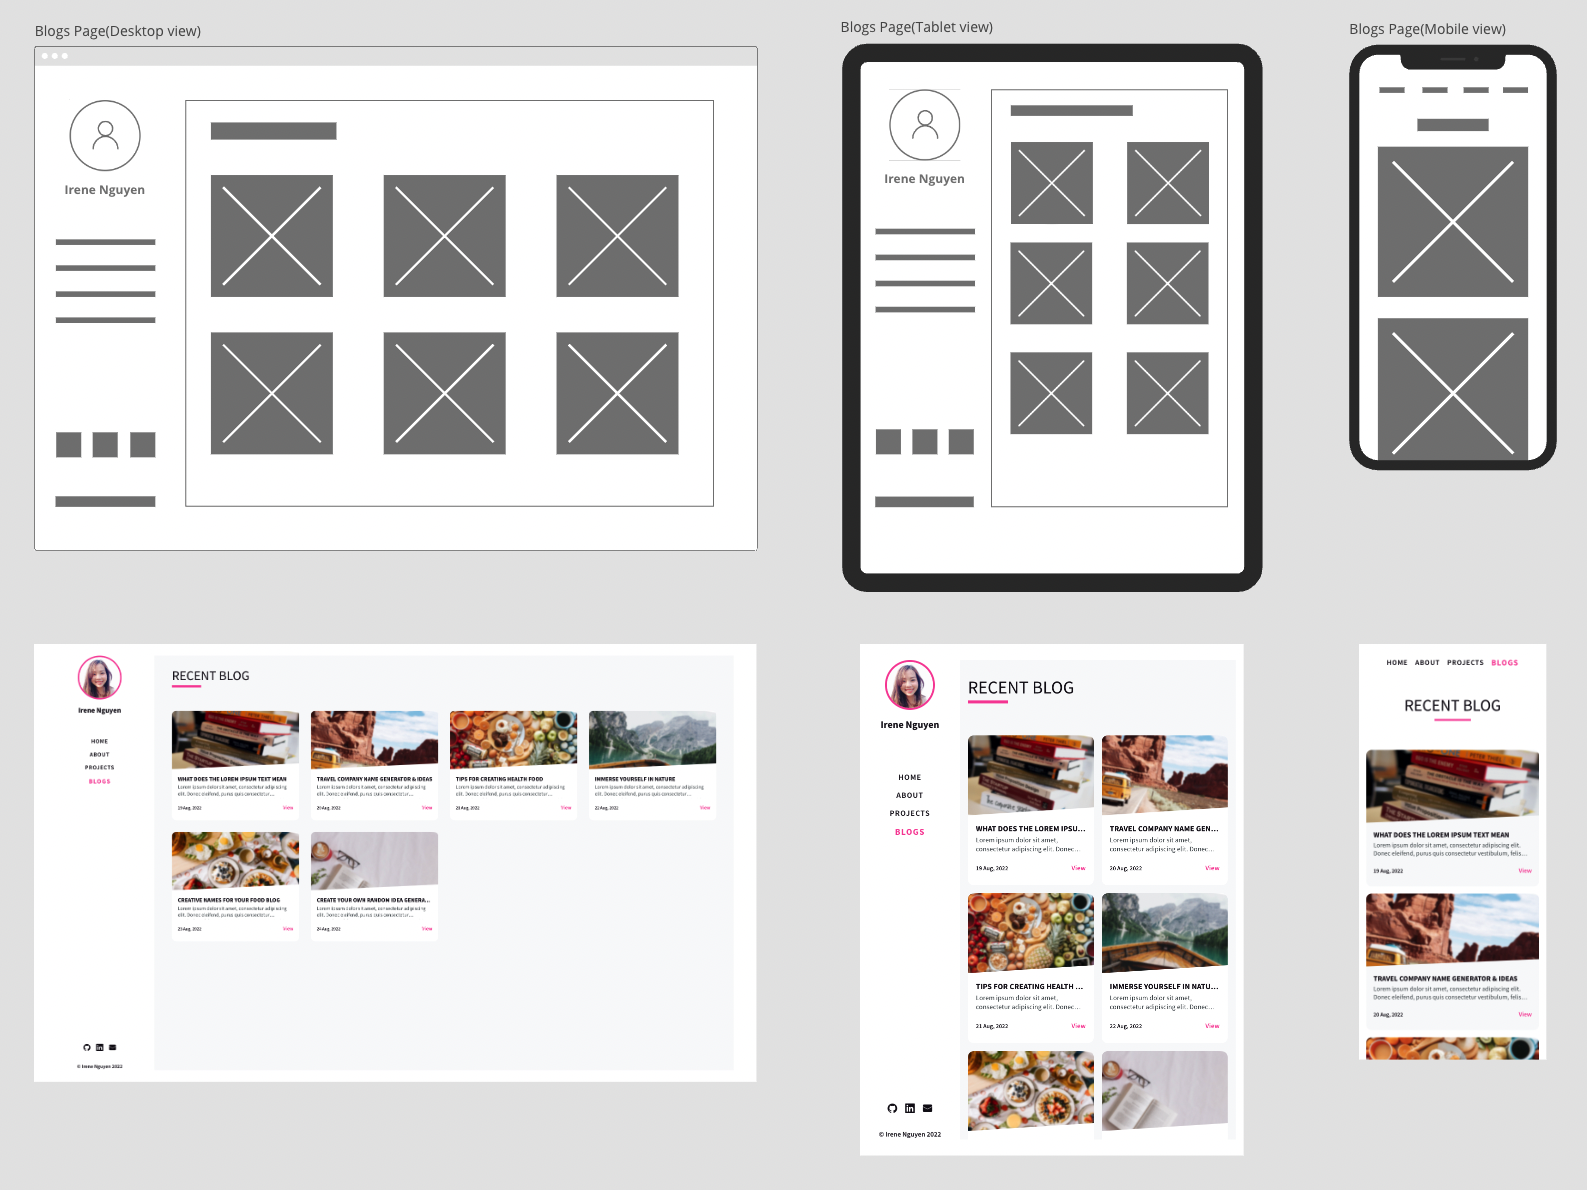 Blogs Page(Desktop view)
Irene Nguyen
Blogs Page(Tablet view)
Irene Nguyen
Blogs Page(Mobile view)
Irene Nguyen
HOME
ABOUT
PROJECTS
BLOGS
© Irene Nguyen 2022
RECENT BLOG
WHAT DOES THE LOREM IPSUM TEXT MEAN
Lorem ipsum dolor sit amet, consectetur adipiscing
elit. Donec eleifend, purus quis consectetur...
19 Aug, 2022 View
TRAVEL COMPANY NAME GENERATOR & IDEAS
Lorem ipsum dolor sit amet, consectetur adipiscing
elit. Donec eleifend, purus quis consectetur...
20 Aug, 2022 View
TIPS FOR CREATING HEALTH FOOD
Lorem ipsum dolor sit amet, consectetur adipiscing
elit. Donec eleifend, purus quis consectetur...
View
IMMERSE YOURSELF IN NATURE
Lorem ipsum dolor sit amet, consectetur adipiscing
elit. Donec eleifend, purus quis consectetur...
22 Aug, 2022 View
CREATIVE NAMES FOR YOUR FOOD BLOG
Lorem ipsum dolor sit amet, consectetur adipiscing
elit. Donec eleifend, purus quis consectetur...
23 Aug, 2022 View
CREATE YOUR OWN RANDON IDEA GENERA...
Lorem ipsum dolor sit amet, consectetur adipiscing
elit. Donec eleifend, purus quis consectetur...
24 Aug, 2022 View
Irene Nguyen
HOME
ABOUT
PROJECTS
BLOGS
© Irene Nguyen 2022
RECENT BLOG
WHAT DOES THE LOREM IPSU...
Lorem ipsum dolor sit amet,
consectetur adipiscing elit. Donec...
19 Aug, 2022 View
TRAVEL COMPANY NAME GEN...
Lorem ipsum dolor sit amet,
consectetur adipiscing elit. Donec...
20 Aug, 2022 View
TIPS FOR CREATING HEALTH ...
Lorem ipsum dolor sit amet,
consectetur adipiscing elit. Donec...
21 Aug, 2022 View
IMMERSE YOURSELF IN NATU...
Lorem ipsum dolor sit amet,
consectetur adipiscing elit. Donec...
22 Aug, 2022 View
HOME ABOUT PROJECTS BLOGS
RECENT BLOG
WHAT DOES THE LOREM IPSUM TEXT MEAN
Lorem ipsum dolor sit amet, consectetur adipiscing elit.
Donec eleifend, purus quis consectetur vestibulum, felis...
19 Aug, 2022 View
TRAVEL COMPANY NAME GENERATOR & IDEAS
Lorem ipsum dolor sit amet, consectetur adipiscing elit.
Donec eleifend, purus quis consectetur vestibulum, felis...
20 Aug, 2022 View